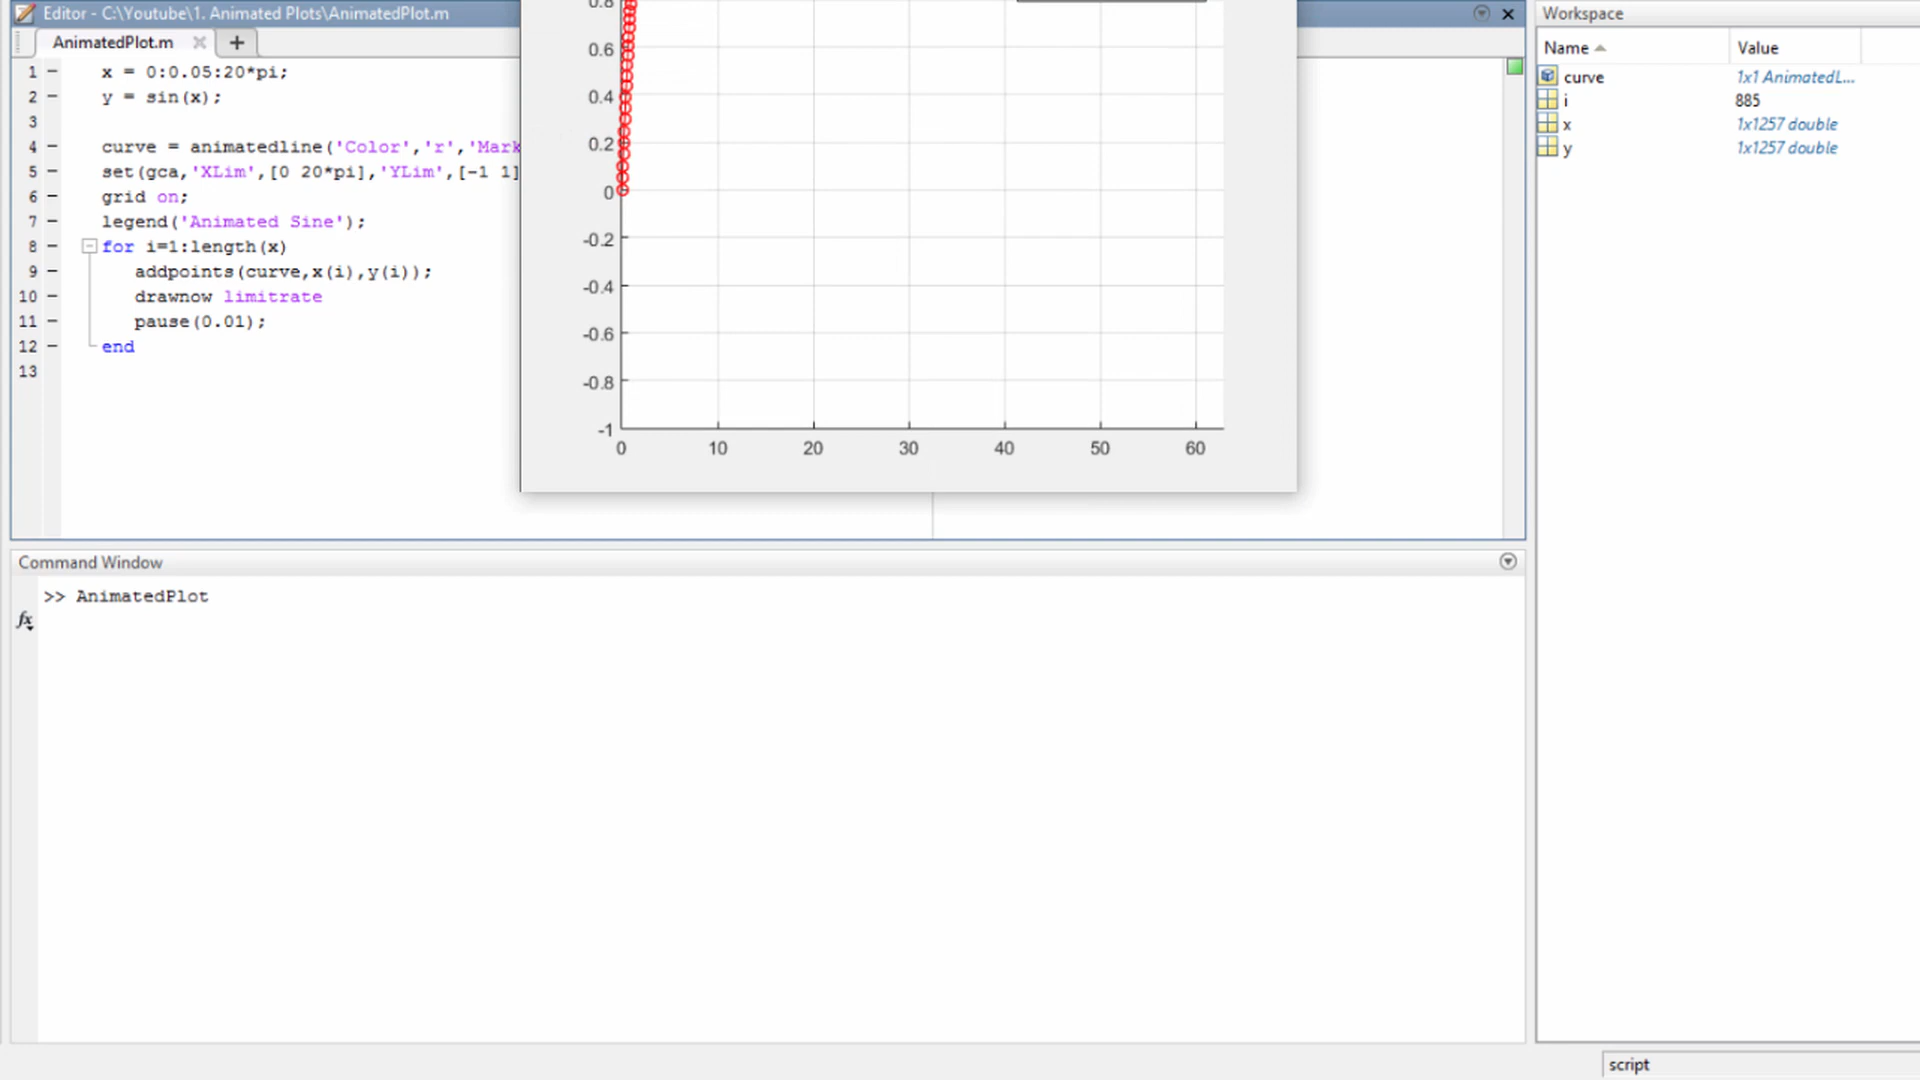 Editor - C:\Youtube\1. Animated Plots\AnimatedPlot.m
AnimatedPlot.m
1 x = 0:0.05:20*pi;
2 y = sin(x);
3
4 curve = animatedline('Color','r','Mark
5 set(gca,'XLim',[0 20*pi],'YLim',[-1 1]
6 grid on;
7 legend('Animated Sine');
8 for i=1:length(x)
9 addpoints(curve,x(i),y(i));
10 drawnow limitrate
11 pause(0.01);
12 end
13
0.8
0.6
0.4
0.2
0
-0.2
-0.4
-0.6
-0.8
-1
0 10 20 30 40 50 60
Command Window
>> AnimatedPlot
fx
Workspace
Name Value
curve 1x1 AnimatedL...
i 885
x 1x1257 double
y 1x1257 double
script